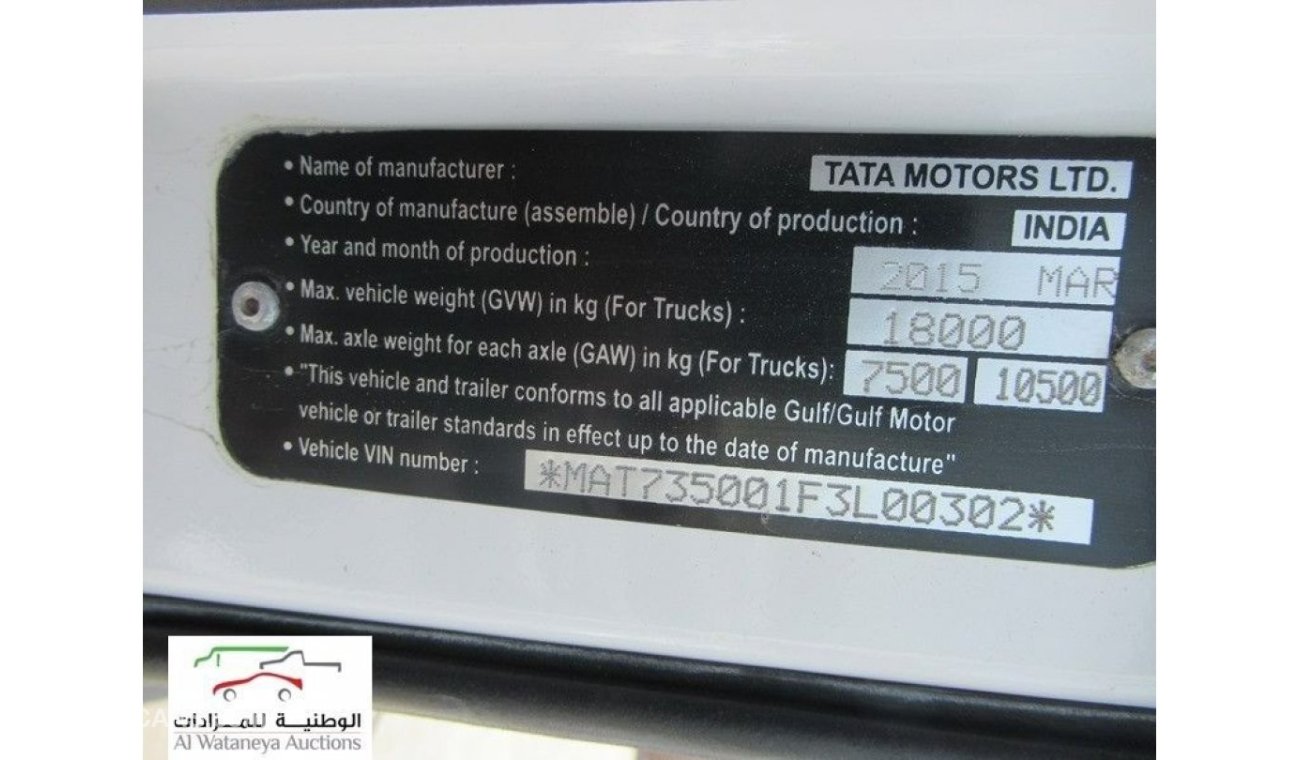 • Name of manufacturer : TATA MOTORS LTD.
• Country of manufacture (assemble) / Country of production : INDIA
• Year and month of production : 2015 MAR
• Max. vehicle weight (GVW) in kg (For Trucks) : 18000
• Max. axle weight for each axle (GAW) in kg (For Trucks): 7500 10500
• "This vehicle and trailer conforms to all applicable Gulf/Gulf Motor
vehicle or trailer standards in effect up to the date of manufacture"
• Vehicle VIN number : *MAT735001F3L00302*
الوطنيـــة للمـــزادات
Al Wataneya Auctions